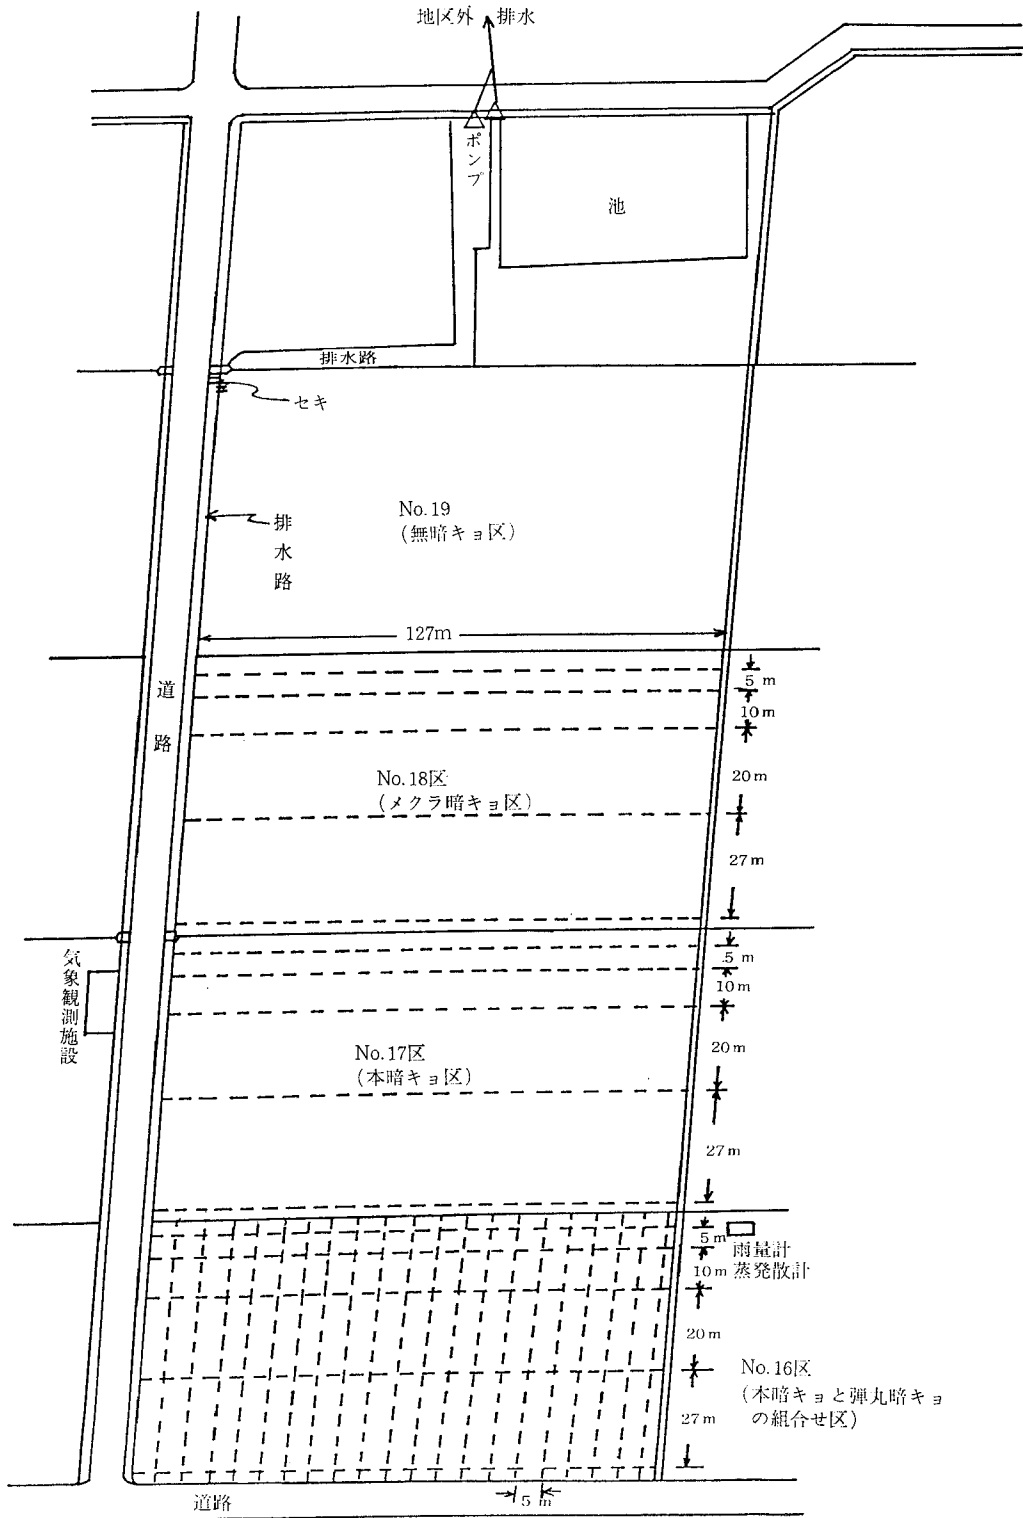 地区外 排水
ポンプ
池
排水路
セキ
No.19
(無暗キョ区)
排水路
127m
5 m
10m
道路
No.18区
(メクラ暗キョ区)
20m
27m
気象観測施設
5 m
10m
No.17区
(本暗キョ区)
20m
27m
5 m
雨量計
10m
蒸発散計
20m
No.16区
(本暗キョと弾丸暗キョ
の組合せ区)
27m
5 m
道路